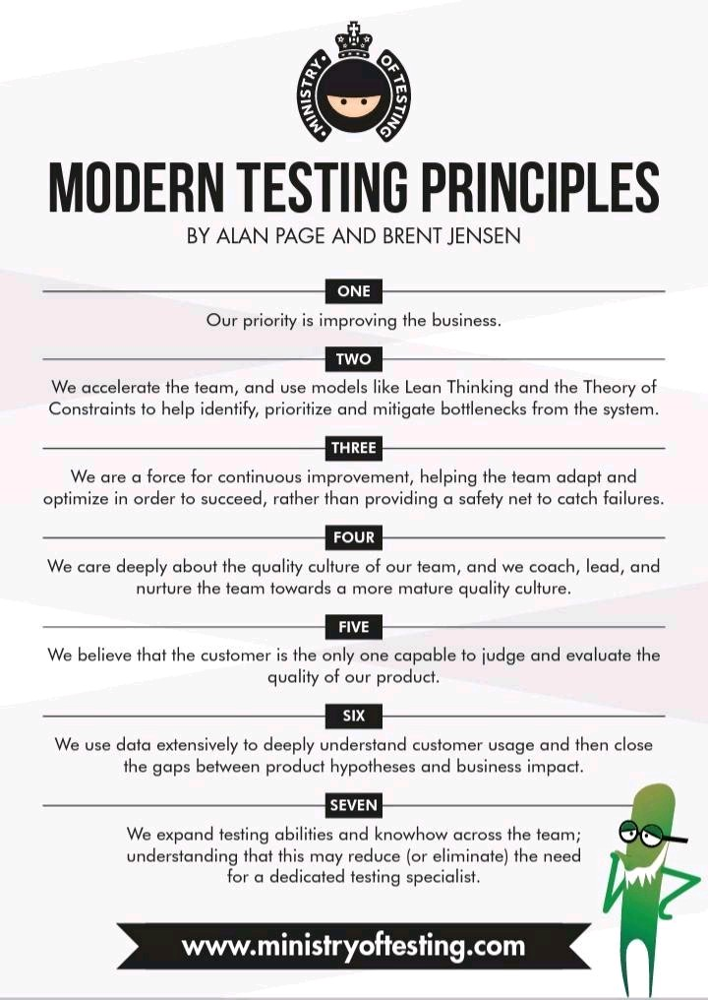 MINISTRY OF TESTING
MODERN TESTING PRINCIPLES
BY ALAN PAGE AND BRENT JENSEN
ONE
Our priority is improving the business.
TWO
We accelerate the team, and use models like Lean Thinking and the Theory of
Constraints to help identify, prioritize and mitigate bottlenecks from the system.
THREE
We are a force for continuous improvement, helping the team adapt and
optimize in order to succeed, rather than providing a safety net to catch failures.
FOUR
We care deeply about the quality culture of our team, and we coach, lead, and
nurture the team towards a more mature quality culture.
FIVE
We believe that the customer is the only one capable to judge and evaluate the
quality of our product.
SIX
We use data extensively to deeply understand customer usage and then close
the gaps between product hypotheses and business impact.
SEVEN
We expand testing abilities and knowhow across the team;
understanding that this may reduce (or eliminate) the need
for a dedicated testing specialist.
www.ministryoftesting.com